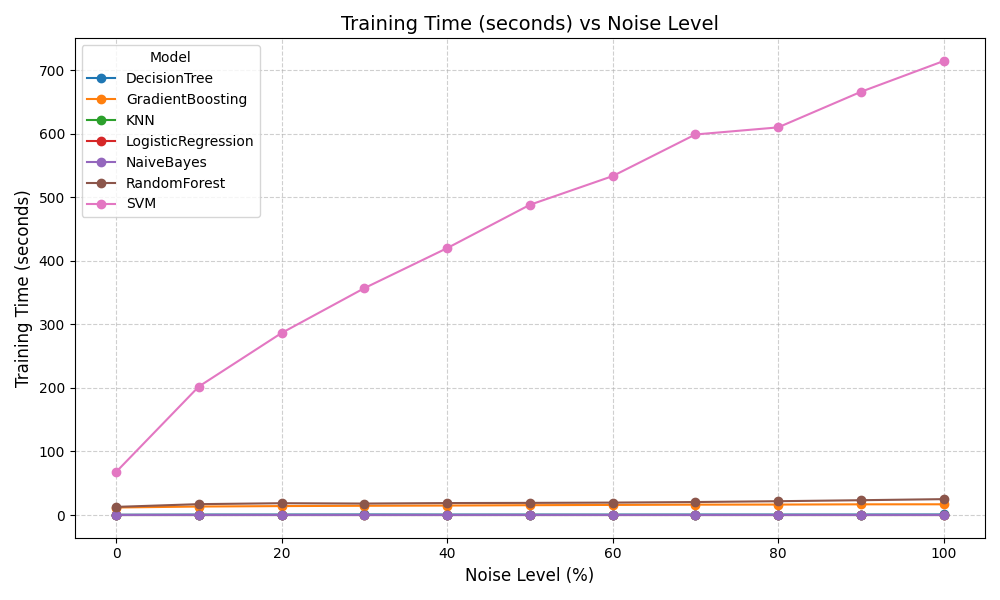 Training Time (seconds) vs Noise Level
Training Time (seconds)
700
600
500
400
300
200
100
0
Model
DecisionTree
GradientBoosting
KNN
LogisticRegression
NaiveBayes
RandomForest
SVM
0 20 40 60 80 100
Noise Level (%)